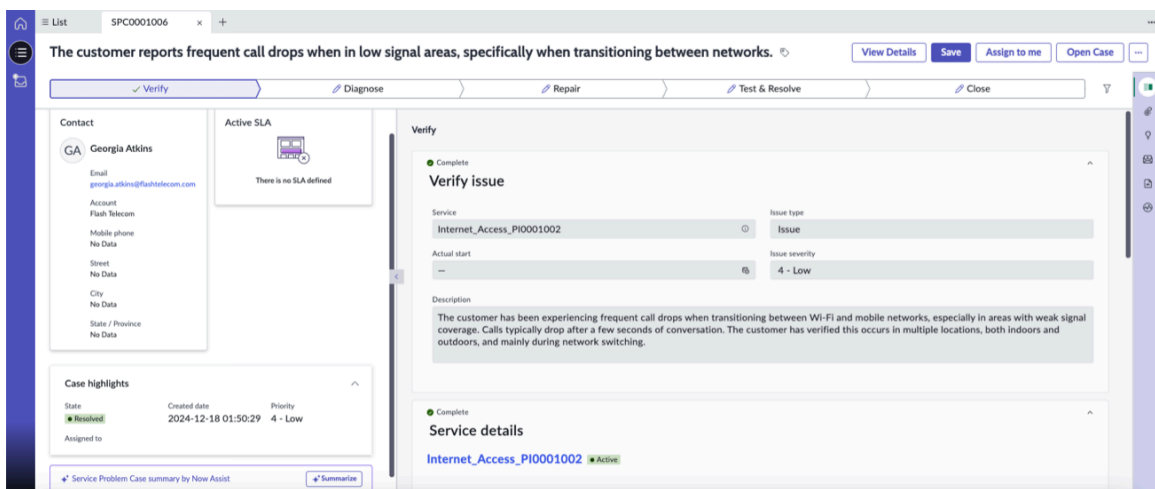 List
SPC0001006
The customer reports frequent call drops when in low signal areas, specifically when transitioning between networks.
View Details
Save
Assign to me
Open Case
Verify
Diagnose
Repair
Test & Resolve
Close
Contact
GA
Georgia Atkins
Email
georgia.atkins@flashtelecom.com
Account
Flash Telecom
Mobile phone
No Data
Street
No Data
City
No Data
State / Province
No Data
Active SLA
There is no SLA defined
Case highlights
State
Created date
Priority
Resolved
2024-12-18 01:50:29
4 - Low
Assigned to
Service Problem Case summary by Now Assist
Summarize
Verify
Complete
Verify issue
Service
Issue type
Internet_Access_PI0001002
Issue
Actual start
Issue severity
—
4 - Low
Description
The customer has been experiencing frequent call drops when transitioning between Wi-Fi and mobile networks, especially in areas with weak signal
coverage. Calls typically drop after a few seconds of conversation. The customer has verified this occurs in multiple locations, both indoors and
outdoors, and mainly during network switching.
Complete
Service details
Internet_Access_PI0001002
Active